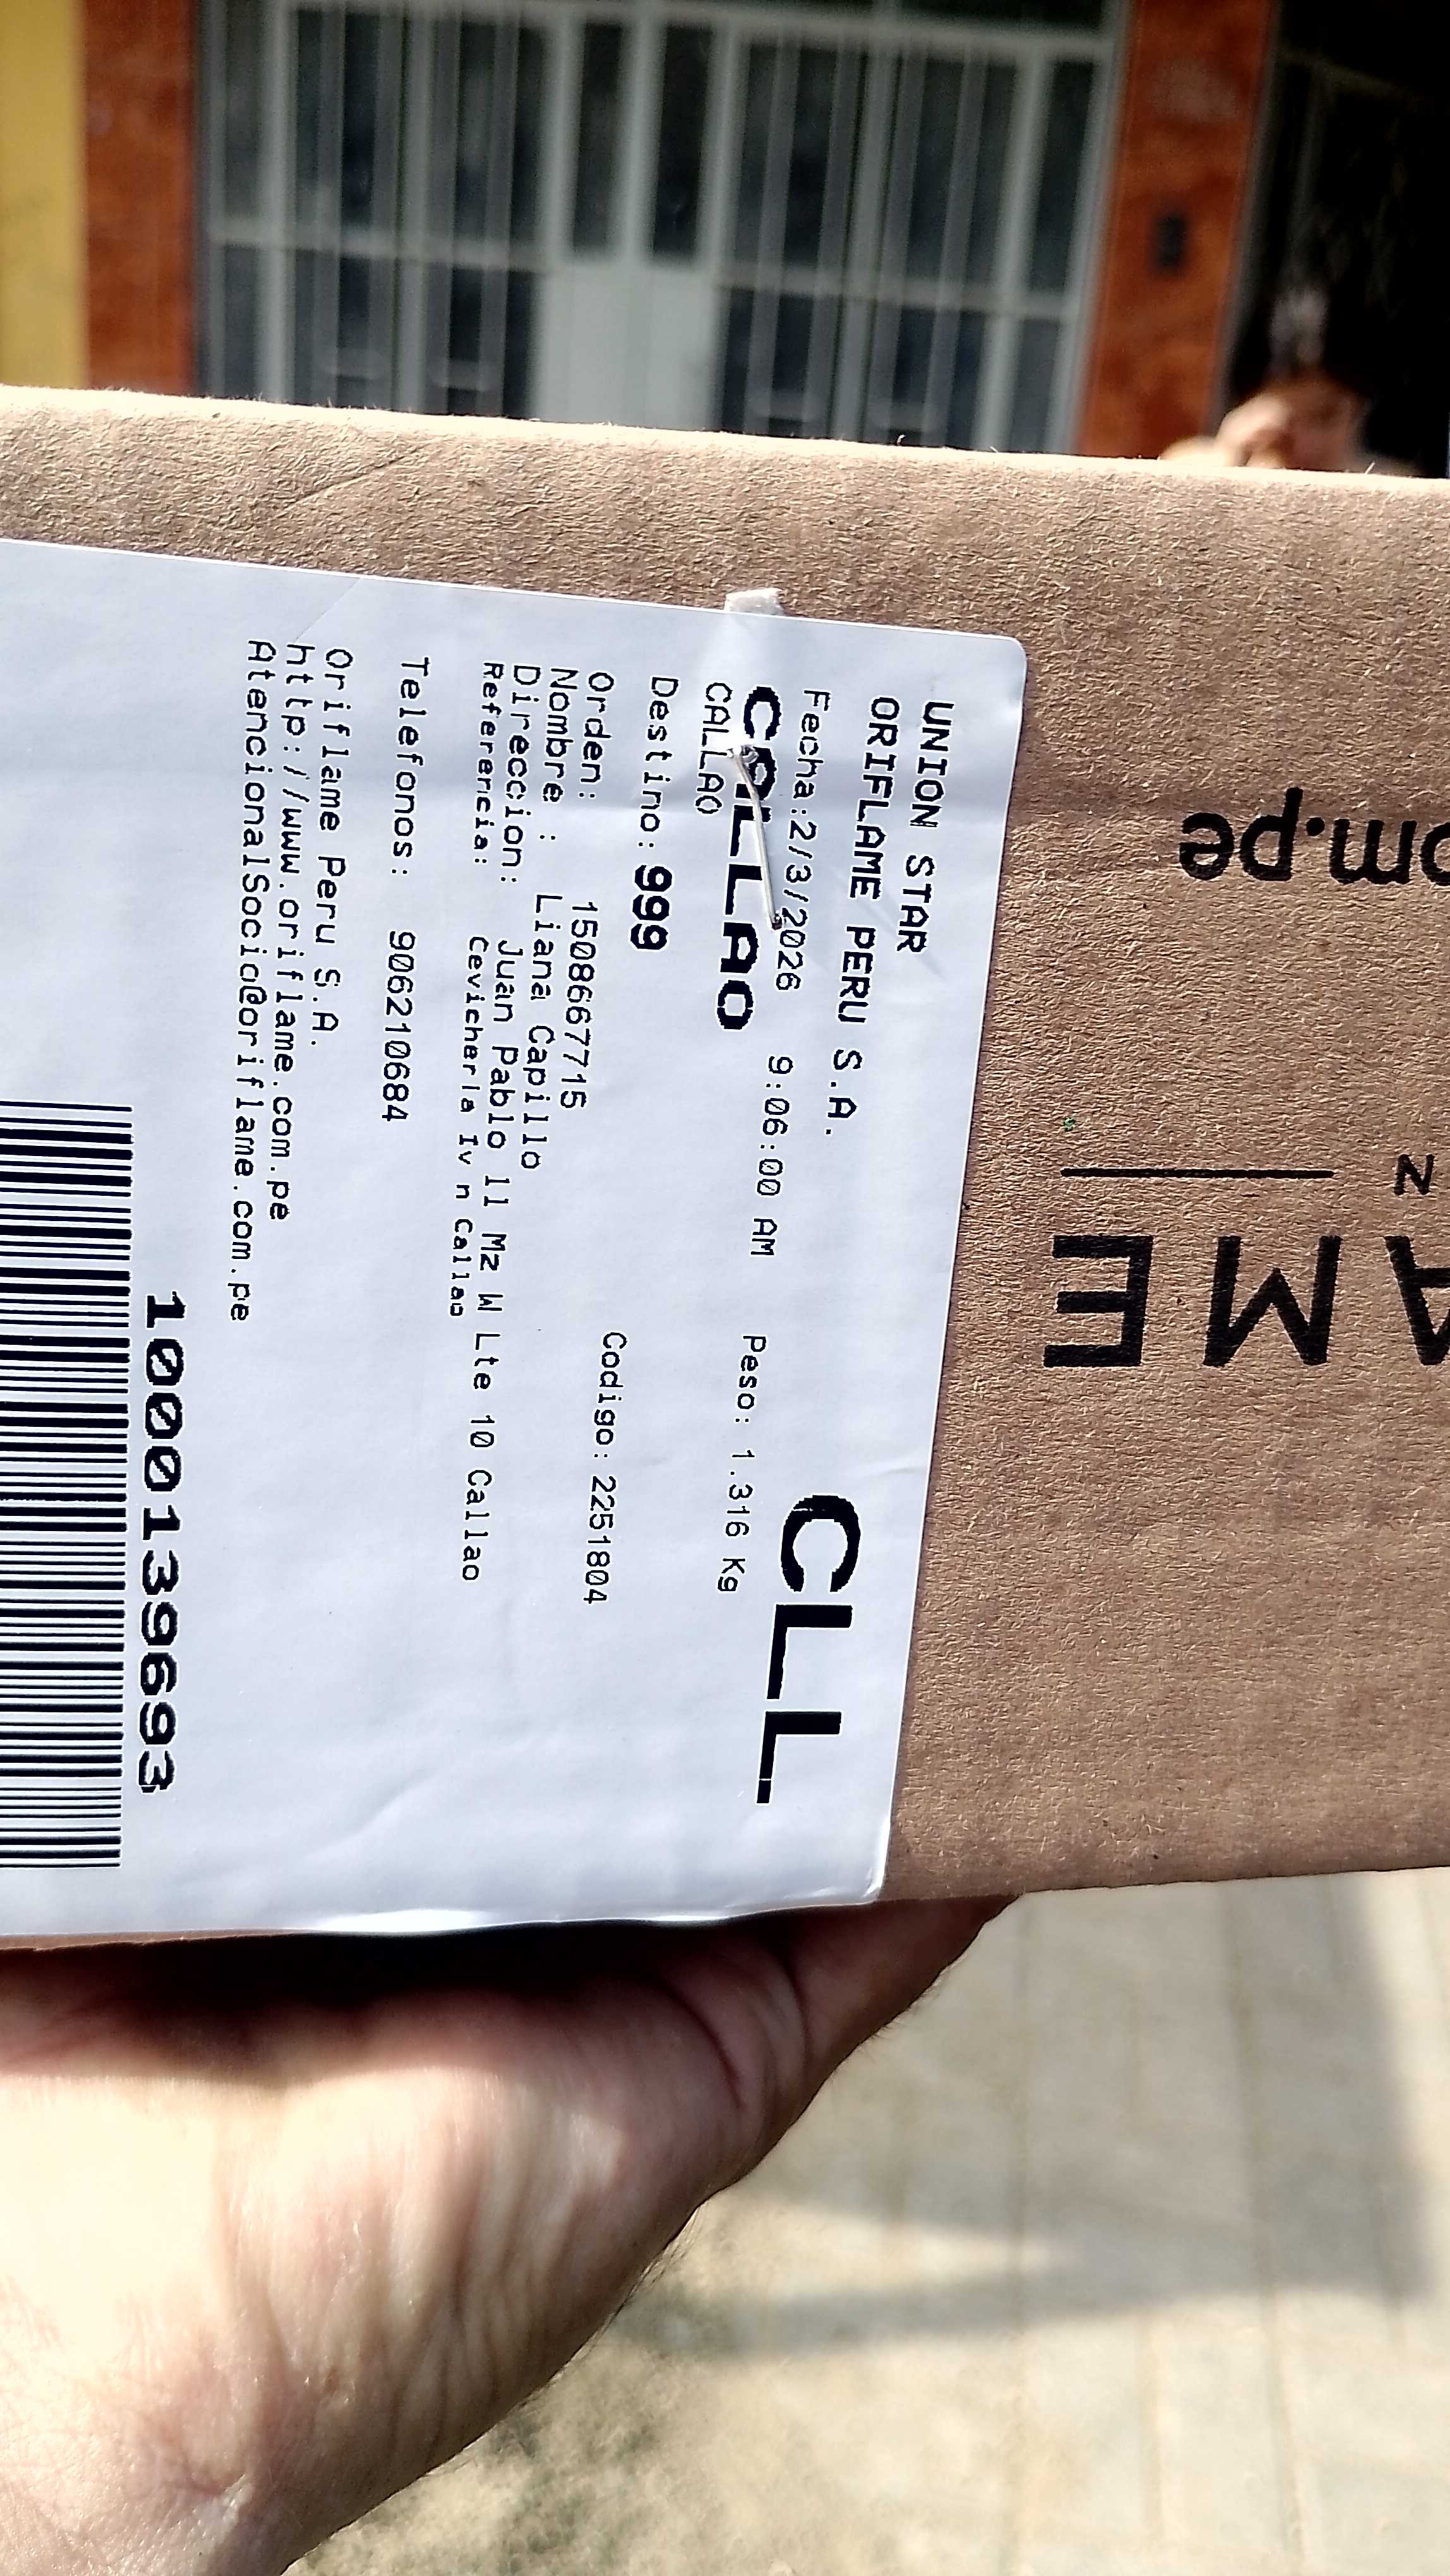 UNION STAR
ORIFLAME PERU S.A.
CLL
Fecha:2/3/2026 9:06:00 AM Peso: 1.316 Kg
CALLAO
CALLAO
Destino: 999
Orden: 1508667715 Codigo: 2251804
Nombre : Liana Capillo
Direccion: Juan Pablo 11 Mz W Lte 10 Callao
Referencia: Cevicheria Iv n Callao
Telefonos: 906210684
Oriflame Peru S.A.
http://www.oriflame.com.pe
AtencionalSocio@oriflame.com.pe
1000139693
AME
N
om.pe